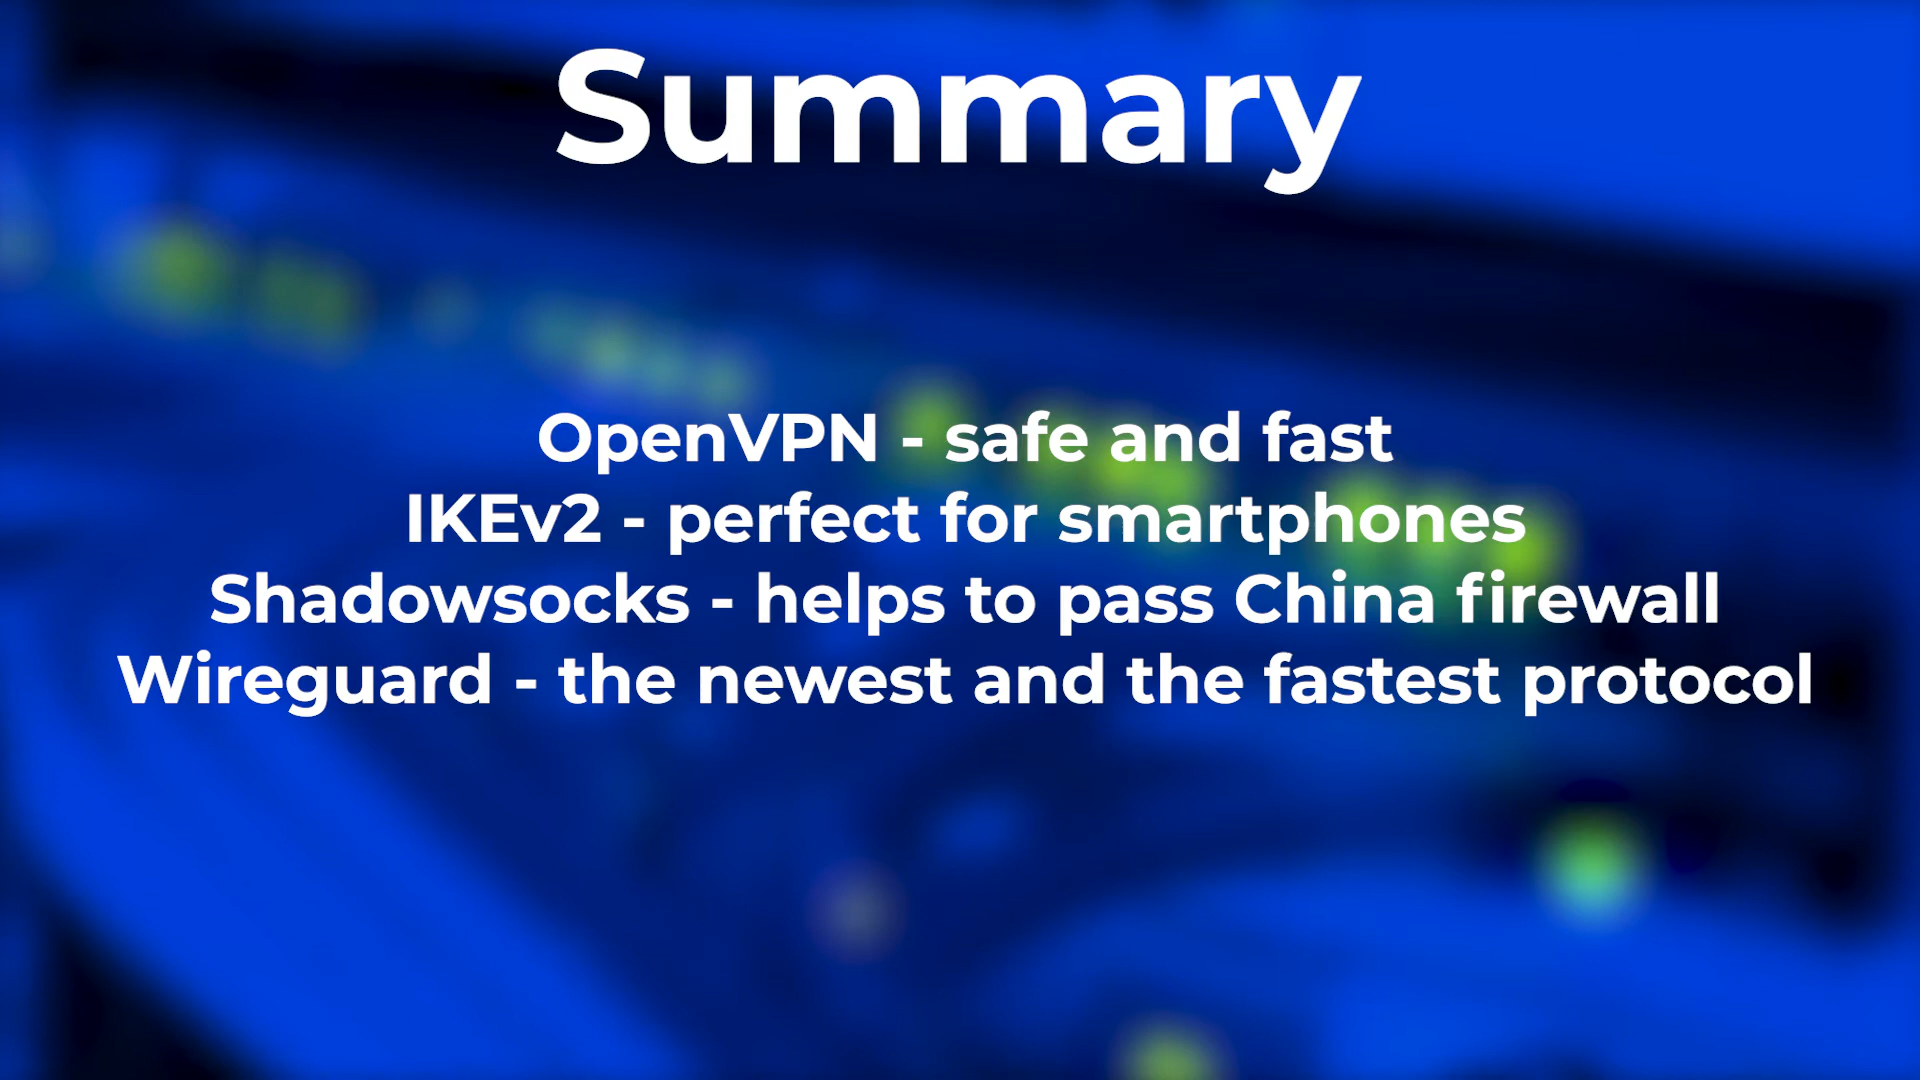 Summary
OpenVPN - safe and fast
IKEv2 - perfect for smartphones
Shadowsocks - helps to pass China firewall
Wireguard - the newest and the fastest protocol